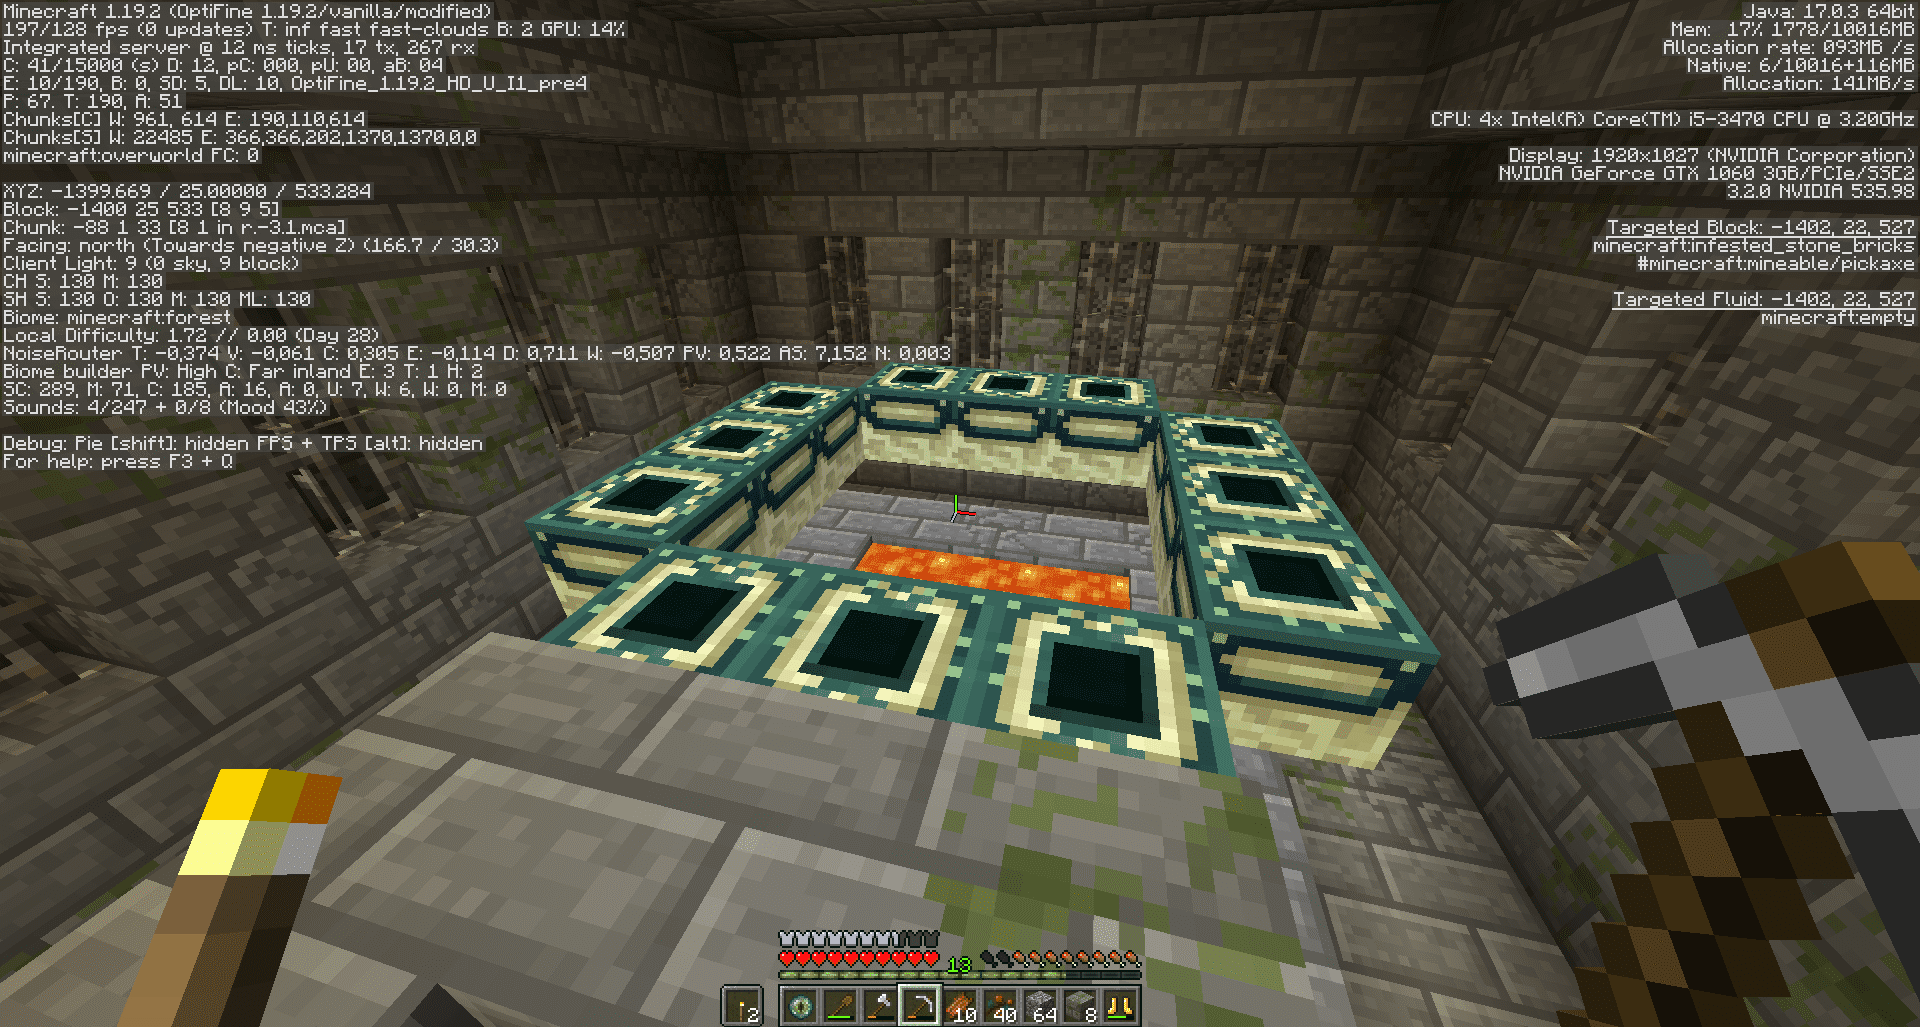 Minecraft 1.19.2 (OptiFine 1.19.2/vanilla/modified)
197/128 fps (0 updates) T: inf fast fast-clouds B: 2 GPU: 14%
Integrated server @ 12 ms ticks, 17 tx, 267 rx
C: 41/15000 (s) D: 12, pC: 000, pU: 00, aB: 04
E: 10/190, B: 0, SD: 5, DL: 10, OptiFine_1.19.2_HD_U_I1_pre4
P: 67. T: 190, A: 51
Chunks[C] W: 961, 614 E: 190,110,614
Chunks[S] W: 22485 E: 366,366,202,1370,1370,0,0
minecraft:overworld FC: 0
XYZ: -1399.669 / 25.00000 / 533.284
Block: -1400 25 533 [8 9 5]
Chunk: -88 1 33 [8 1 in r.-3.1.mca]
Facing: north (Towards negative Z) (166.7 / 30.3)
Client Light: 9 (0 sky, 9 block)
CH S: 130 M: 130
SH S: 130 O: 130 M: 130 ML: 130
Biome: minecraft:forest
Local Difficulty: 1.72 // 0.00 (Day 28)
NoiseRouter T: -0,374 V: -0,061 C: 0,305 E: -0,114 D: 0,711 W: -0,507 PV: 0,522 AS: 7,152 N: 0,003
Biome builder PV: High C: Far inland E: 3 T: 1 H: 2
SC: 289, M: 71, C: 185, A: 16, A: 0, U: 7, W: 6, W: 0, M: 0
Sounds: 4/247 + 0/8 (Mood 43%)
Debug: Pie [shift]: hidden FPS + TPS [alt]: hidden
For help: press F3 + Q
Java: 17.0.3 64bit
Mem: 17% 1778/10016MB
Allocation rate: 093MB /s
Native: 6/10016+116MB
Allocation: 141MB/s
CPU: 4x Intel(R) Core(TM) i5-3470 CPU @ 3.20GHz
Display: 1920x1027 (NVIDIA Corporation)
NVIDIA GeForce GTX 1060 3GB/PCIe/SSE2
3.2.0 NVIDIA 535.98
Targeted Block: -1402, 22, 527
minecraft:infested_stone_bricks
#minecraft:mineable/pickaxe
Targeted Fluid: -1402, 22, 527
minecraft:empty
13
2 10 40 64 8